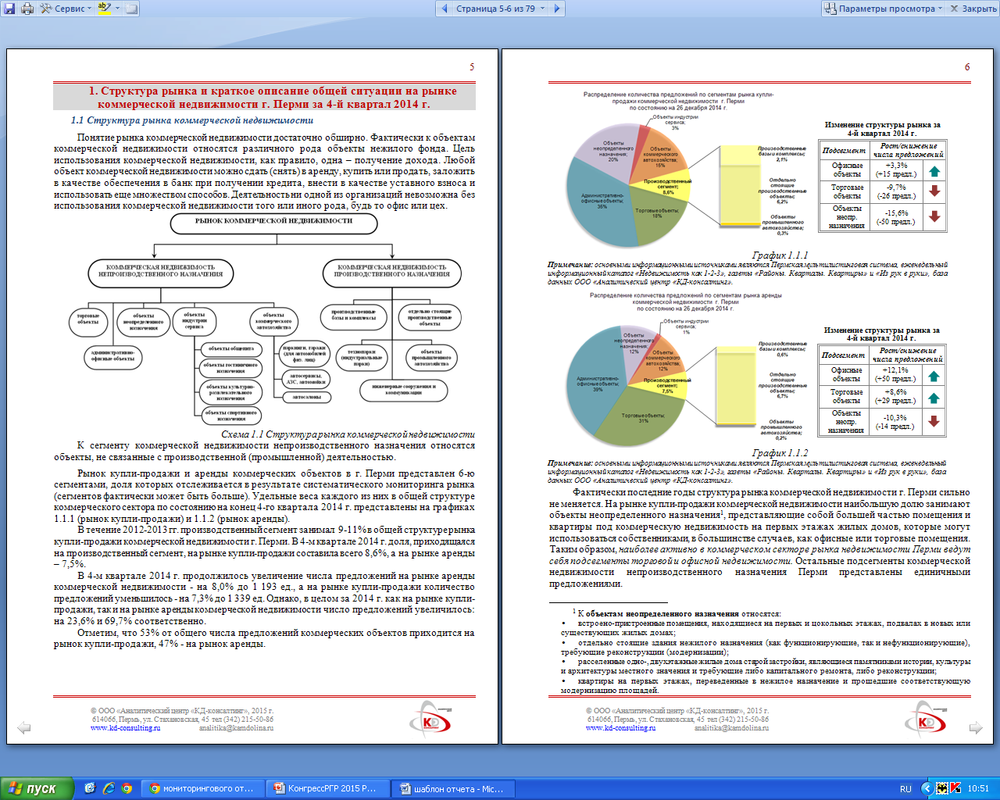 Сервис
Страница 5-6 из 79
Параметры просмотра
Закрыть
5
1. Структура рынка и краткое описание общей ситуации на рынке
коммерческой недвижимости г. Перми за 4-й квартал 2014 г.
1.1 Структура рынка коммерческой недвижимости
Понятие рынка коммерческой недвижимости достаточно обширно. Фактически к объектам
коммерческой недвижимости относятся различного рода объекты нежилого фонда. Цель
использования коммерческой недвижимости, как правило, одна – получение дохода. Любой
объект коммерческой недвижимости можно сдать (снять) в аренду, купить или продать, заложить
в качестве обеспечения в банк при получении кредита, внести в качестве уставного взноса и
использовать еще множеством способов. Деятельность ни одной из организаций невозможна без
использования коммерческой недвижимости того или иного рода, будь то офис или цех.
РЫНОК КОММЕРЧЕСКОЙ НЕДВИЖИМОСТИ
КОММЕРЧЕСКАЯ НЕДВИЖИМОСТЬ
НЕПРОИЗВОДСТВЕННОГО НАЗНАЧЕНИЯ
КОММЕРЧЕСКАЯ НЕДВИЖИМОСТЬ
ПРОИЗВОДСТВЕННОГО НАЗНАЧЕНИЯ
торговые
объекты
объекты
неопределенного
назначения
объекты
индустрии
сервиса
объекты
коммерческого
автохозяйства
производственные
базы и комплексы
отдельно стоящие
производственные
объекты
административно-
офисные объекты
объекты общепита
объекты гостиничного
назначения
объекты культурно-
развлекательного
назначения
объекты спортивного
назначения
паркинги, гаражи
(для автомобилей
физ. лиц)
автосервисы,
АЗС, автомойки
автосалоны
технопарки
(индустриальные
парки)
объекты
промышленного
автохозяйства
инженерные сооружения и
коммуникации
Схема 1.1 Структура рынка коммерческой недвижимости
К сегменту коммерческой недвижимости непроизводственного назначения относятся
объекты, не связанные с производственной (промышленной) деятельностью.
Рынок купли-продажи и аренды коммерческих объектов в г. Перми представлен 6-ю
сегментами, доля которых отслеживается в результате систематического мониторинга рынка
(сегментов фактически может быть больше). Удельные веса каждого из них в общей структуре
коммерческого сектора по состоянию на конец 4-го квартала 2014 г. представлены на графиках
1.1.1 (рынок купли-продажи) и 1.1.2 (рынок аренды).
В течение 2012-2013 гг. производственный сегмент занимал 9-11% в общей структуре рынка
купли-продажи коммерческой недвижимости г. Перми. В 4-м квартале 2014 г. доля, приходящаяся
на производственный сегмент, на рынке купли-продажи составила всего 8,6%, а на рынке аренды
– 7,5%.
В 4-м квартале 2014 г. продолжилось увеличение числа предложений на рынке аренды
коммерческой недвижимости - на 8,0% до 1 193 ед., а на рынке купли-продажи количество
предложений уменьшилось - на 7,3% до 1 339 ед. Однако, в целом за 2014 г. как на рынке купли-
продажи, так и на рынке аренды коммерческой недвижимости число предложений увеличилось:
на 23,6% и 69,7% соответственно.
Отметим, что 53% от общего числа предложений коммерческих объектов приходится на
рынок купли-продажи, 47% - на рынок аренды.
© ООО «Аналитический центр «КД-консалтинг», 2015 г.
614066, Пермь, ул. Стахановская, 45 тел (342) 215-50-86
www.kd-consulting.ru analitika@kamdolina.ru
КД
КОНСАЛТИНГ
6
Распределение количества предложений по сегментам рынка купли-
продажи коммерческой недвижимости г. Перми
по состоянию на 26 декабря 2014 г.
Объекты индустрии
сервиса;
3%
Объекты
неопределенного
назначения;
20%
Объекты
коммерческого
автохозяйства;
15%
Производственный
сегмент;
8,6%
Административно-
офисные объекты;
35%
Торговые объекты;
18%
Производственные
базы и комплексы;
2,1%
Отдельно
стоящие
производственные
объекты;
6,2%
Объекты
промышленного
автохозяйства;
0,3%
Изменение структуры рынка за
4-й квартал 2014 г.
Подсегмент
Рост/снижение
числа предложений
Офисные
объекты
+3,3%
(+15 предл.)
Торговые
объекты
-9,7%
(-26 предл.)
Объекты
неопр.
назначения
-15,6%
(-50 предл.)
График 1.1.1
Примечание: основными информационными источниками являются Пермская мультилистинговая система, еженедельный
информационный каталог «Недвижимость как 1-2-3», газеты «Районы. Кварталы. Квартиры» и «Из рук в руки», база
данных ООО «Аналитический центр «КД-консалтинг».
Распределение количества предложений по сегментам рынка аренды
коммерческой недвижимости г. Перми
по состоянию на 26 декабря 2014 г.
Объекты индустрии
сервиса;
1%
Объекты
неопределенного
назначения;
12%
Объекты
коммерческого
автохозяйства;
12%
Производственный
сегмент;
7,5%
Административно-
офисные объекты;
39%
Торговые объекты;
31%
Производственные
базы и комплексы;
0,6%
Отдельно
стоящие
производственные
объекты;
6,7%
Объекты
промышленного
автохозяйства;
0,2%
Изменение структуры рынка за
4-й квартал 2014 г.
Подсегмент
Рост/снижение
числа предложений
Офисные
объекты
+12,1%
(+50 предл.)
Торговые
объекты
+8,6%
(+29 предл.)
Объекты
неопр.
назначения
-10,3%
(-14 предл.)
График 1.1.2
Примечание: основными информационными источниками являются Пермская мультилистинговая система, еженедельный
информационный каталог «Недвижимость как 1-2-3», газеты «Районы. Кварталы. Квартиры» и «Из рук в руки», база
данных ООО «Аналитический центр «КД-консалтинг».
Фактически последние годы структура рынка коммерческой недвижимости г. Перми сильно
не меняется. На рынке купли-продажи коммерческой недвижимости наибольшую долю занимают
объекты неопределенного назначения¹, представляющие собой большей частью помещения и
квартиры под коммерческую недвижимость на первых этажах жилых домов, которые могут
использоваться собственниками, в большинстве случаев, как офисные или торговые помещения.
Таким образом, наиболее активно в коммерческом секторе рынка недвижимости Перми ведут
себя подсегменты торговой и офисной недвижимости. Остальные подсегменты коммерческой
недвижимости непроизводственного назначения Перми представлены единичными
предложениями.
¹ К объектам неопределенного назначения относятся:
• встроено-пристроенные помещения, находящиеся на первых и цокольных этажах, подвалах в новых или
существующих жилых домах;
• отдельно стоящие здания нежилого назначения (как функционирующие, так и нефункционирующие),
требующие реконструкции (модернизации);
• расселенные одно-, двухэтажные жилые дома старой застройки, являющиеся памятниками истории, культуры
и архитектуры местного значения и требующие либо капитального ремонта, либо реконструкции;
• квартиры на первых этажах, переведенные в нежилое назначение и прошедшие соответствующую
модернизацию площадей.
© ООО «Аналитический центр «КД-консалтинг», 2015 г.
614066, Пермь, ул. Стахановская, 45 тел (342) 215-50-86
www.kd-consulting.ru analitika@kamdolina.ru
КД
КОНСАЛТИНГ
пуск
мониторингового от...
КонгрессРГР 2015 Р...
шаблон отчета - Mic...
RU
10:51